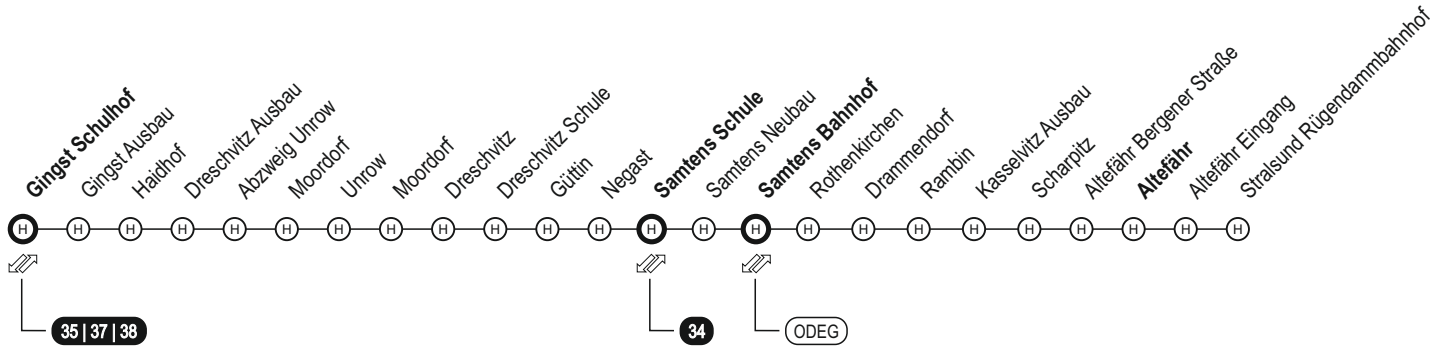 Gingst Schulhof
Gingst Ausbau
Haidhof
Dreschvitz Ausbau
Abzweig Unrow
Moordorf
Unrow
Moordorf
Dreschvitz
Dreschvitz Schule
Güttin
Negast
Samtens Schule
Samtens Neubau
Samtens Bahnhof
Rothenkirchen
Drammendorf
Rambin
Kasselvitz Ausbau
Scharpitz
Altefähr Bergener Straße
Altefähr
Altefähr Eingang
Stralsund Rügendammbahnhof
H H H H H H H H H H H H H H H H H H H H H H H H
35 | 37 | 38
34
ODEG